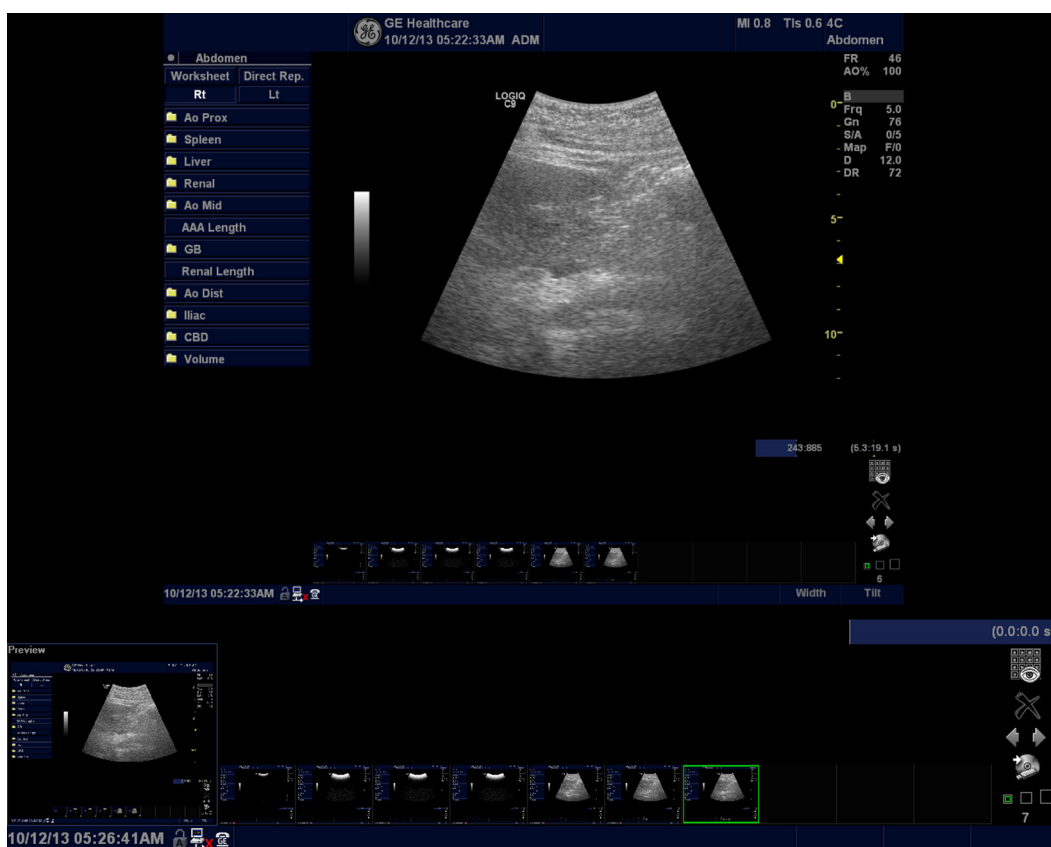 GE Healthcare
10/12/13 05:22:33AM ADM
MI 0.8 TIs 0.6 4C
Abdomen
Abdomen
Worksheet Direct Rep.
Rt Lt
Ao Prox
Spleen
Liver
Renal
Ao Mid
AAA Length
GB
Renal Length
Ao Dist
Iliac
CBD
Volume
LOGIQ
C9
FR 46
AO% 100
B
Frq 5.0
Gn 76
S/A 0/5
Map F/0
D 12.0
DR 72
0
5
10
243:885 (5.3:19.1 s)
6
10/12/13 05:22:33AM
Width Tilt
(0.0:0.0 s
Preview
7
10/12/13 05:26:41AM